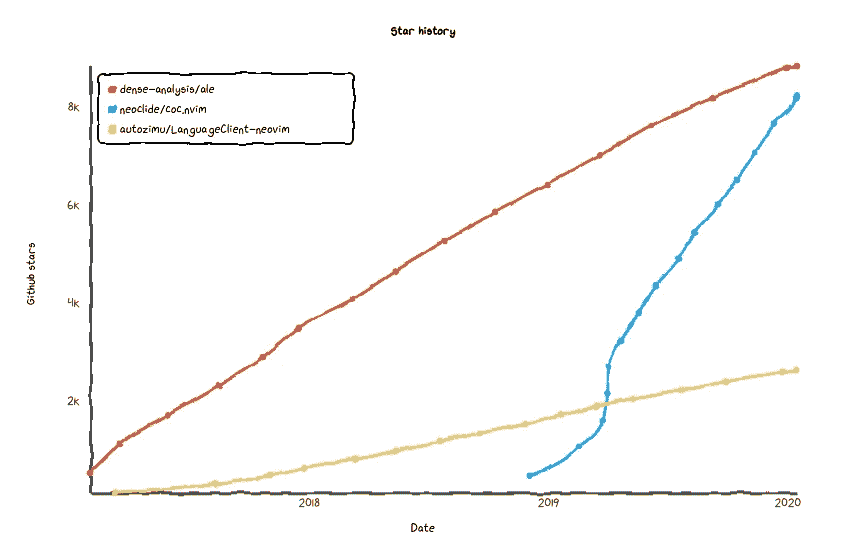 Star history
dense-analysis/ale
neoclide/coc.nvim
autozimu/LanguageClient-neovim
8K
6K
4K
2K
Github stars
2018
2019
2020
Date